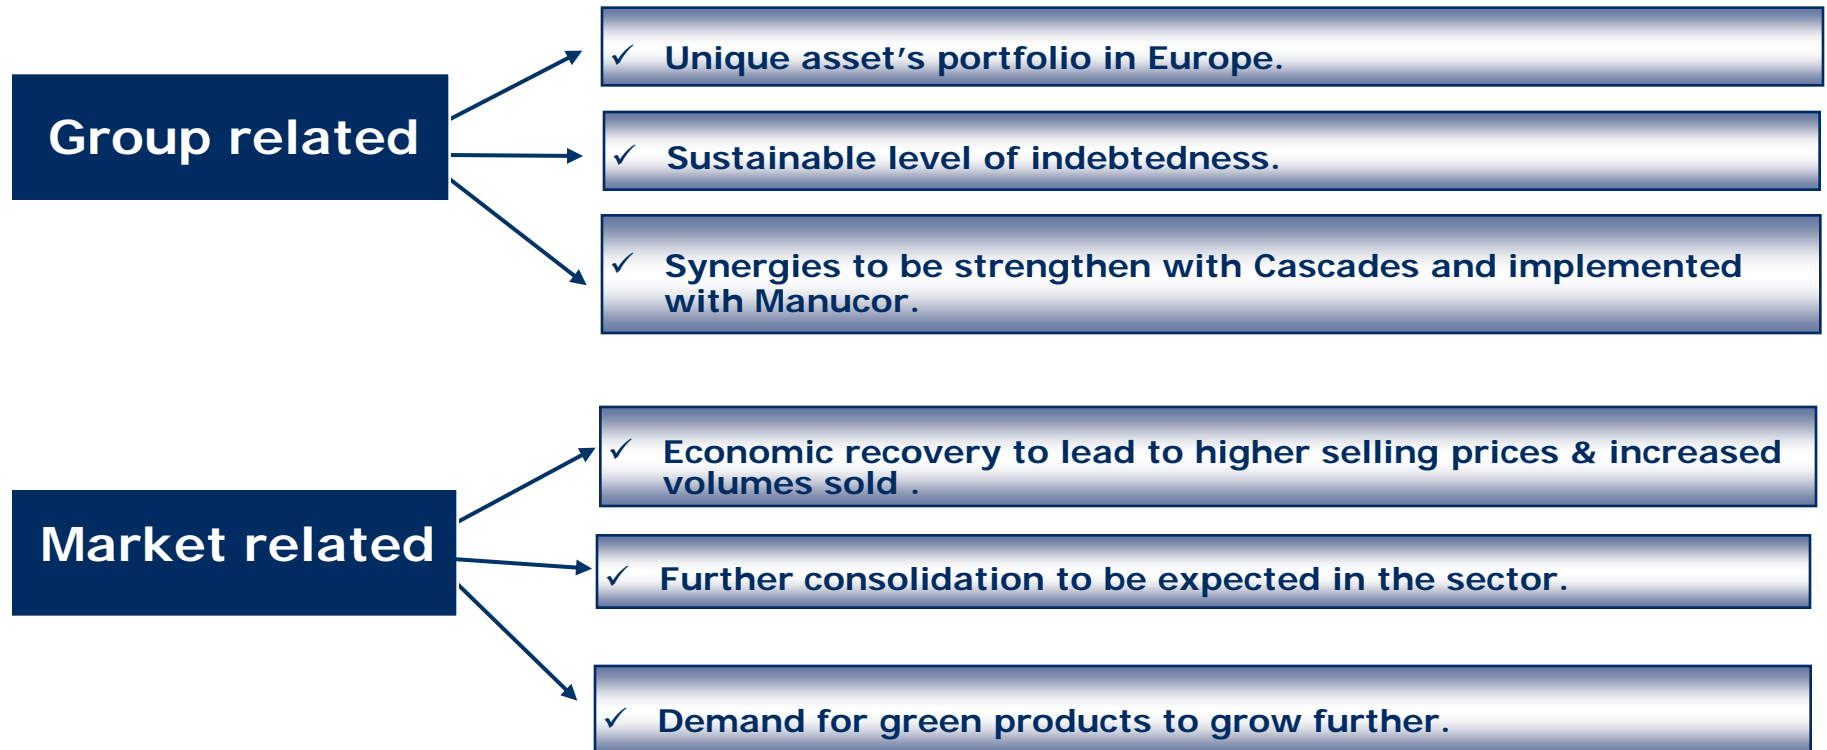 Group related
✓ Unique asset's portfolio in Europe.
✓ Sustainable level of indebtedness.
✓ Synergies to be strengthen with Cascades and implemented
with Manucor.
Market related
✓ Economic recovery to lead to higher selling prices & increased
volumes sold .
✓ Further consolidation to be expected in the sector.
✓ Demand for green products to grow further.